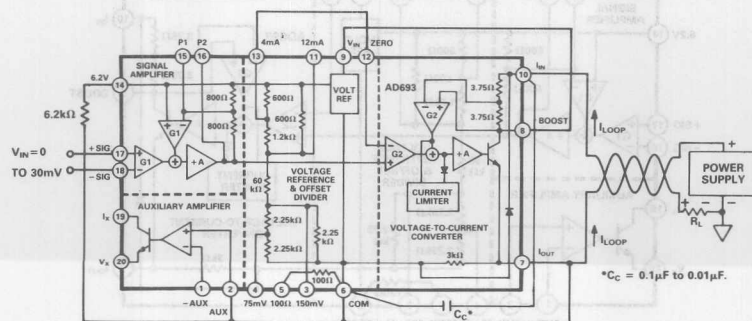 P1 P2 4mA 12mA VIN ZERO
15 16 13 11 9 12
SIGNAL
AMPLIFIER
6.2V 14
6.2kΩ
800Ω
800Ω
600Ω
600Ω
1.2kΩ
VOLT
REF
AD693
3.75Ω
3.75Ω
10 IIN
8 BOOST
G1
G2
VIN = 0
TO 30mV
+SIG 17
−SIG 18
G1 +A
G2 +A
60
kΩ
VOLTAGE
REFERENCE
& OFFSET
DIVIDER
CURRENT
LIMITER
AUXILIARY AMPLIFIER
VOLTAGE-TO-CURRENT
CONVERTER
IX 19
VX 20
2.25kΩ
2.25kΩ
2.25
kΩ
100Ω
3kΩ
IOUT
7
1 2 4 5 3 6
−AUX
AUX
75mV 100Ω 150mV COM
CC*
ILOOP
ILOOP
POWER
SUPPLY
RL
*CC = 0.1μF to 0.01μF.